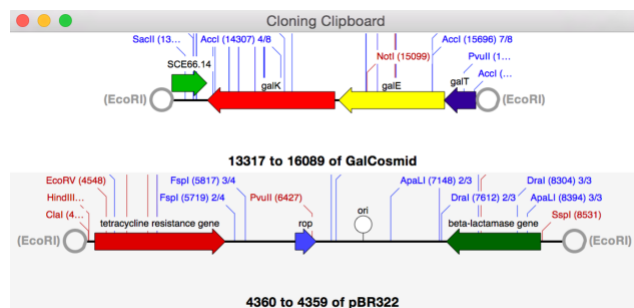 Cloning Clipboard
SacII (13... AccI (14307) 4/8 AccI (15696) 7/8
SCE66.14 NotI (15099) PvuII (1...
galK galE galT AccI (...
(EcoRI) (EcoRI)
13317 to 16089 of GalCosmid
EcoRV (4548) FspI (5817) 3/4 ApaLI (7148) 2/3 DraI (8304) 3/3
HindIII... FspI (5719) 2/4 PvuII (6427) DraI (7612) 2/3 ApaLI (8394) 3/3
ClaI (4... tetracycline resistance gene rop ori beta-lactamase gene SspI (8531)
(EcoRI) (EcoRI)
4360 to 4359 of pBR322